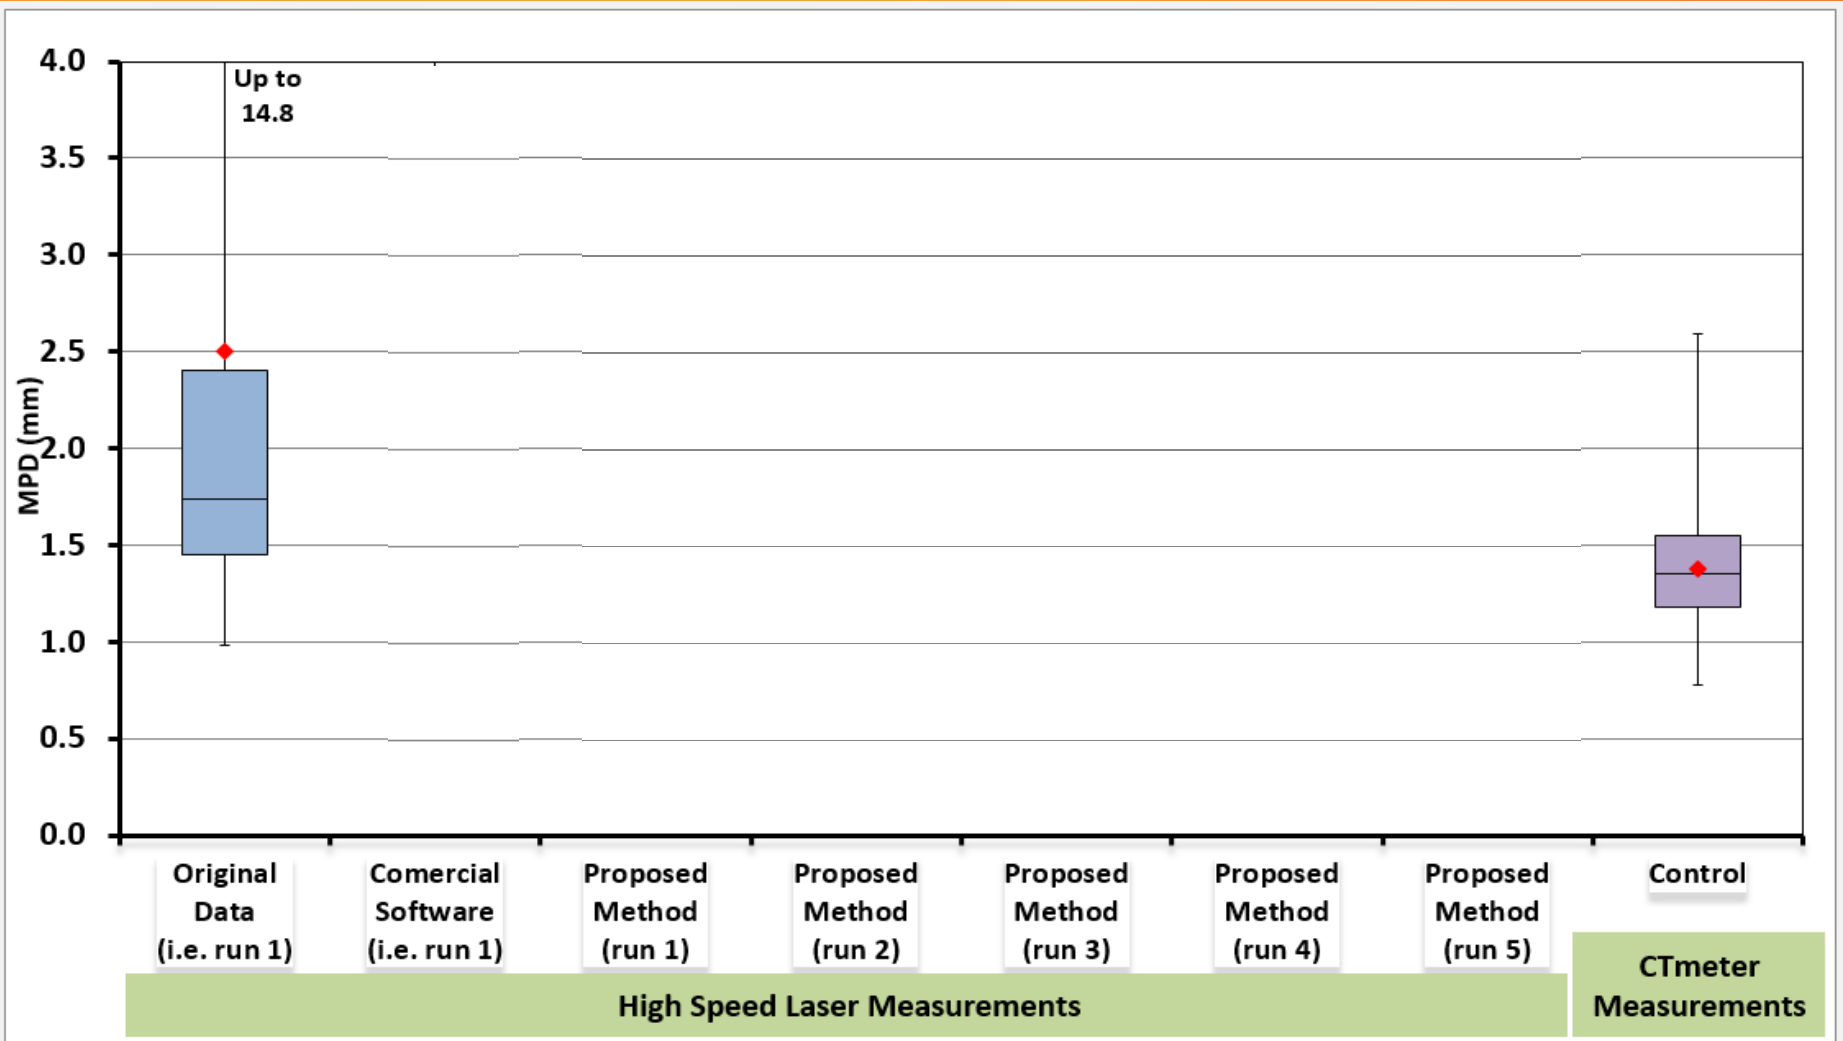 4.0
3.5
3.0
2.5
2.0
1.5
1.0
0.5
0.0
MPD (mm)
Up to
14.8
Original
Data
(i.e. run 1)
Comercial
Software
(i.e. run 1)
Proposed
Method
(run 1)
Proposed
Method
(run 2)
Proposed
Method
(run 3)
Proposed
Method
(run 4)
Proposed
Method
(run 5)
Control
High Speed Laser Measurements
CTmeter
Measurements